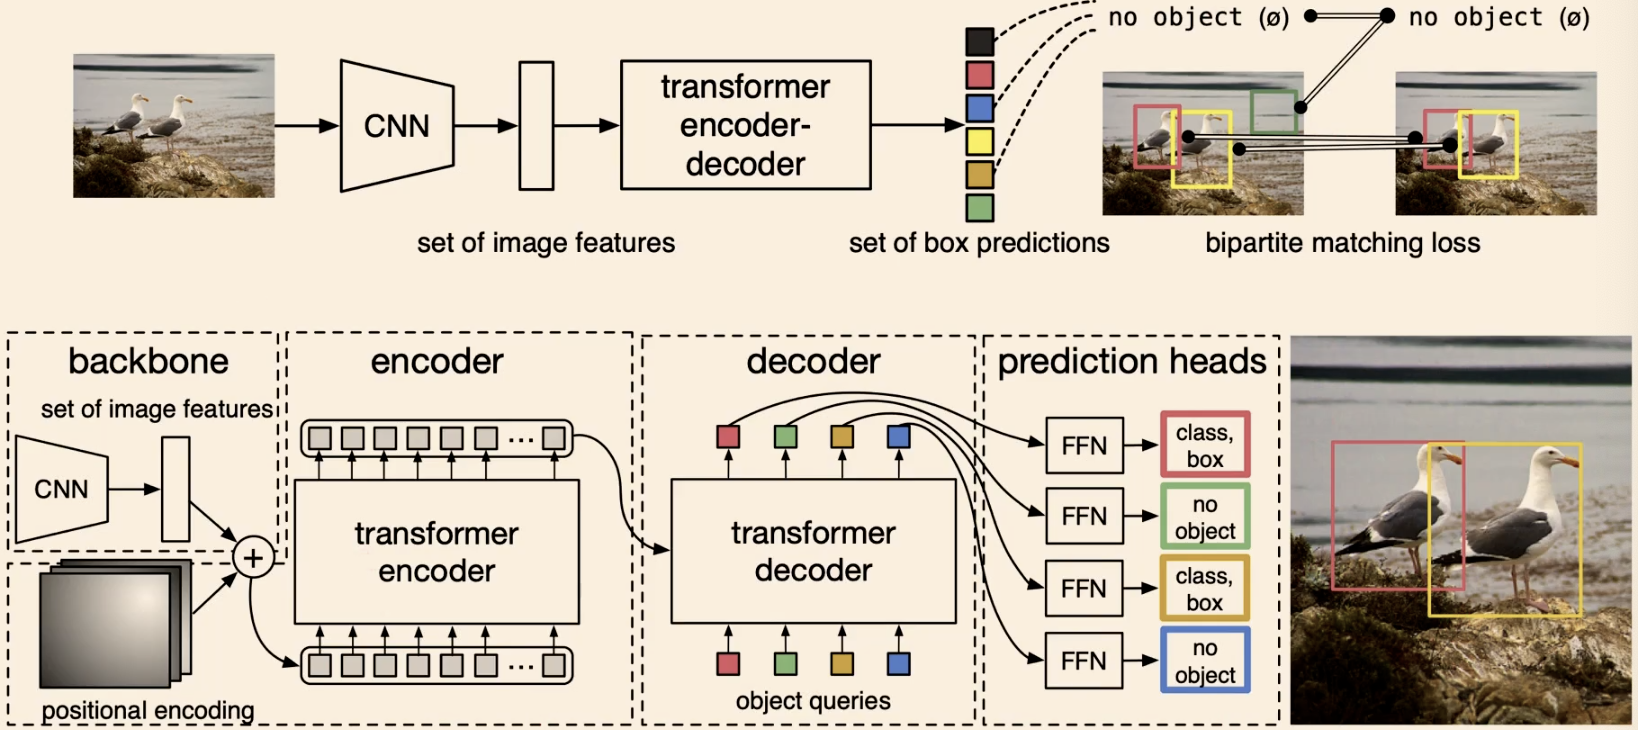 no object (ø)
no object (ø)
CNN
transformer
encoder-
decoder
set of image features
set of box predictions
bipartite matching loss
backbone
set of image features
CNN
+
positional encoding
encoder
...
transformer
encoder
...
decoder
transformer
decoder
object queries
prediction heads
FFN
class,
box
FFN
no
object
FFN
class,
box
FFN
no
object